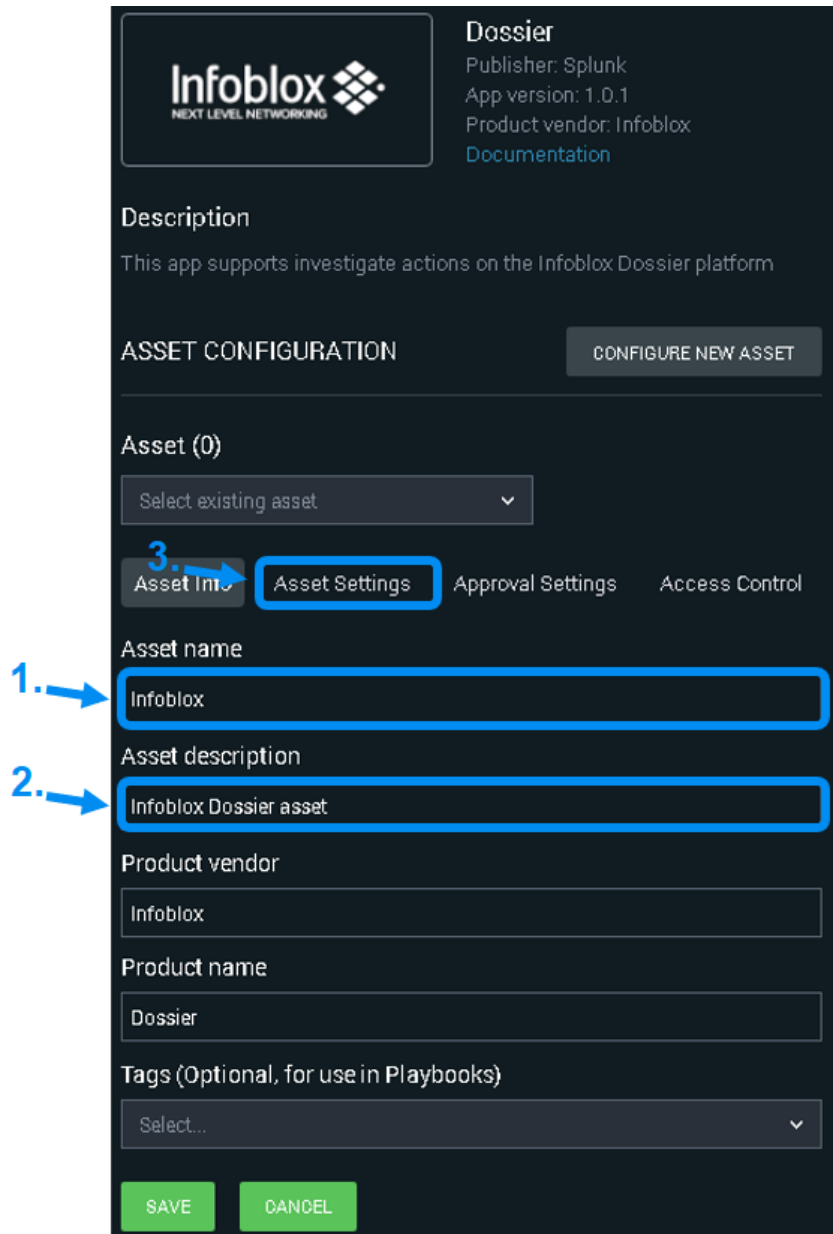 Infoblox
NEXT LEVEL NETWORKING
Dossier
Publisher: Splunk
App version: 1.0.1
Product vendor: Infoblox
Documentation
Description
This app supports investigate actions on the Infoblox Dossier platform
ASSET CONFIGURATION
CONFIGURE NEW ASSET
Asset (0)
Select existing asset
3.
Asset Info
Asset Settings
Approval Settings
Access Control
Asset name
1.
Infoblox
Asset description
2.
Infoblox Dossier asset
Product vendor
Infoblox
Product name
Dossier
Tags (Optional, for use in Playbooks)
Select...
SAVE
CANCEL